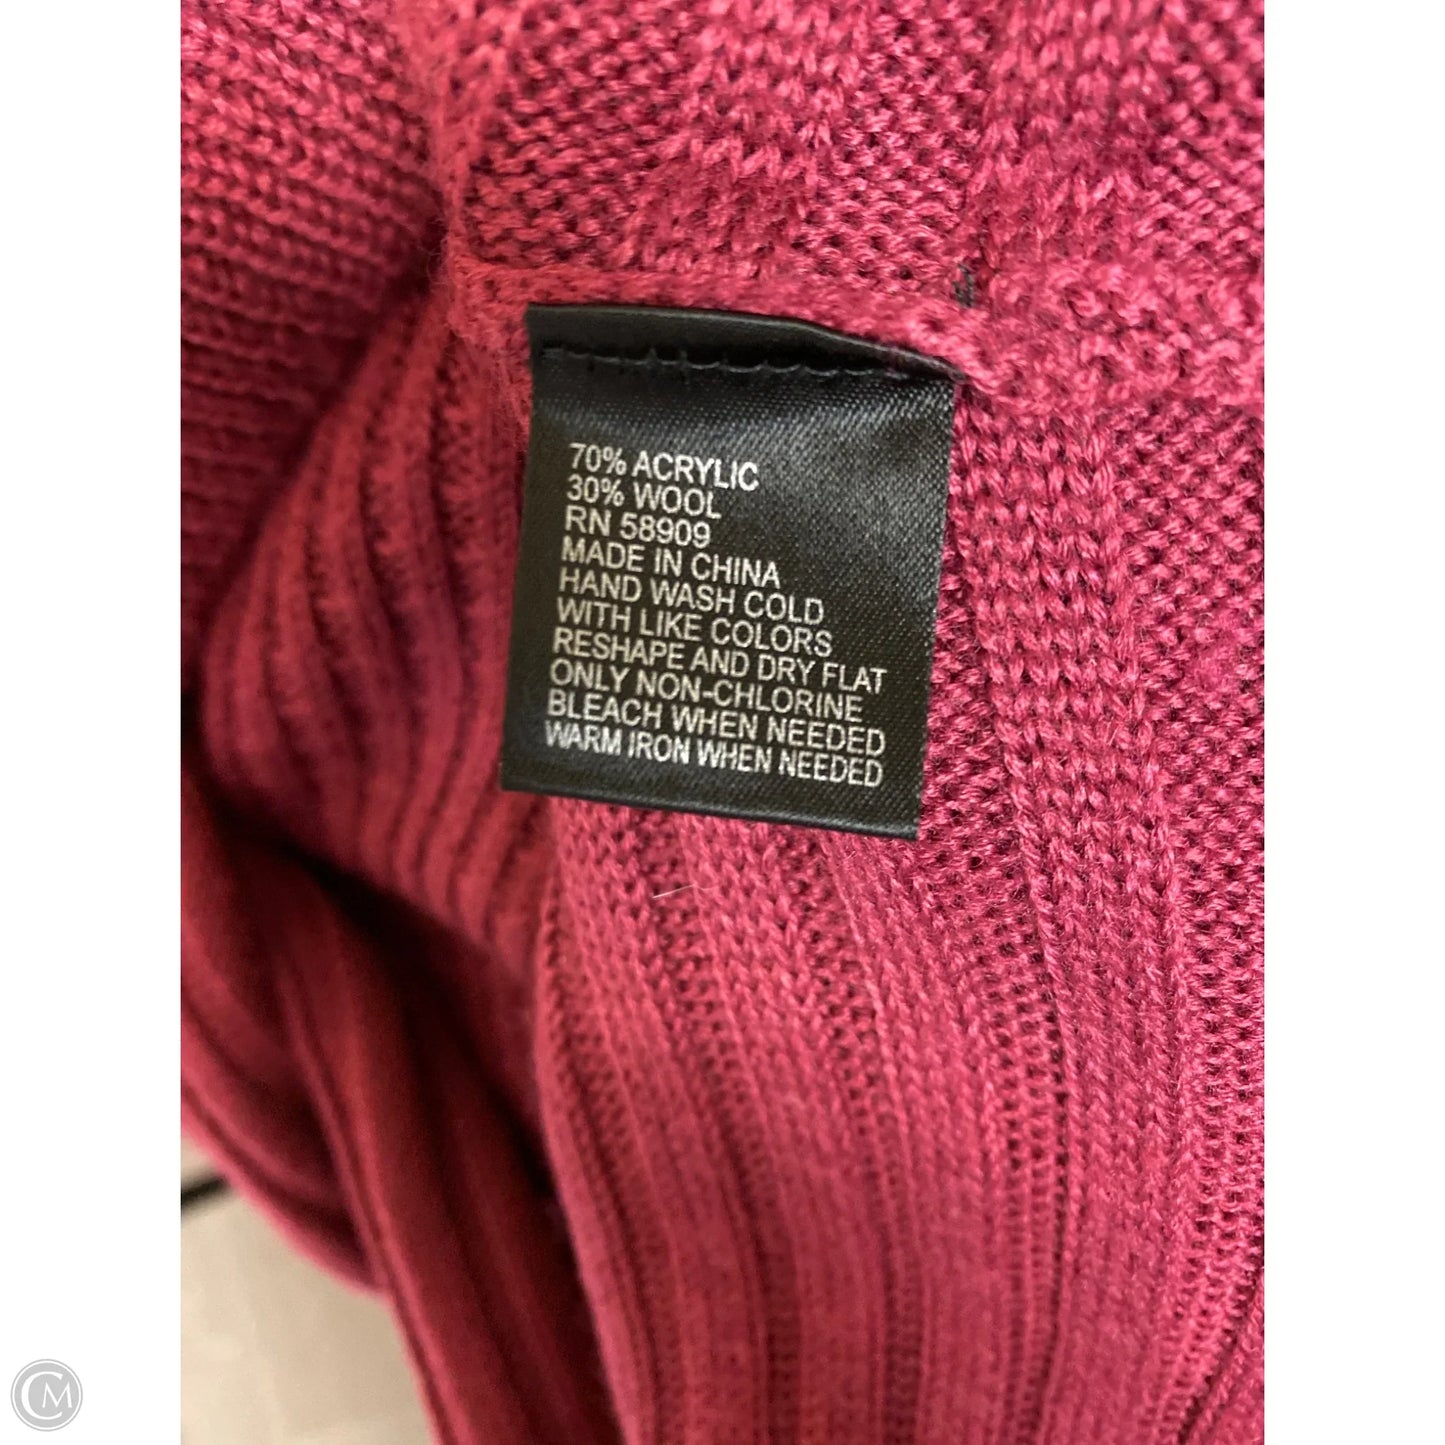 70% ACRYLIC
30% WOOL
RN 58909
MADE IN CHINA
HAND WASH COLD
WITH LIKE COLORS
RESHAPE AND DRY FLAT
ONLY NON-CHLORINE
BLEACH WHEN NEEDED
WARM IRON WHEN NEEDED
CM